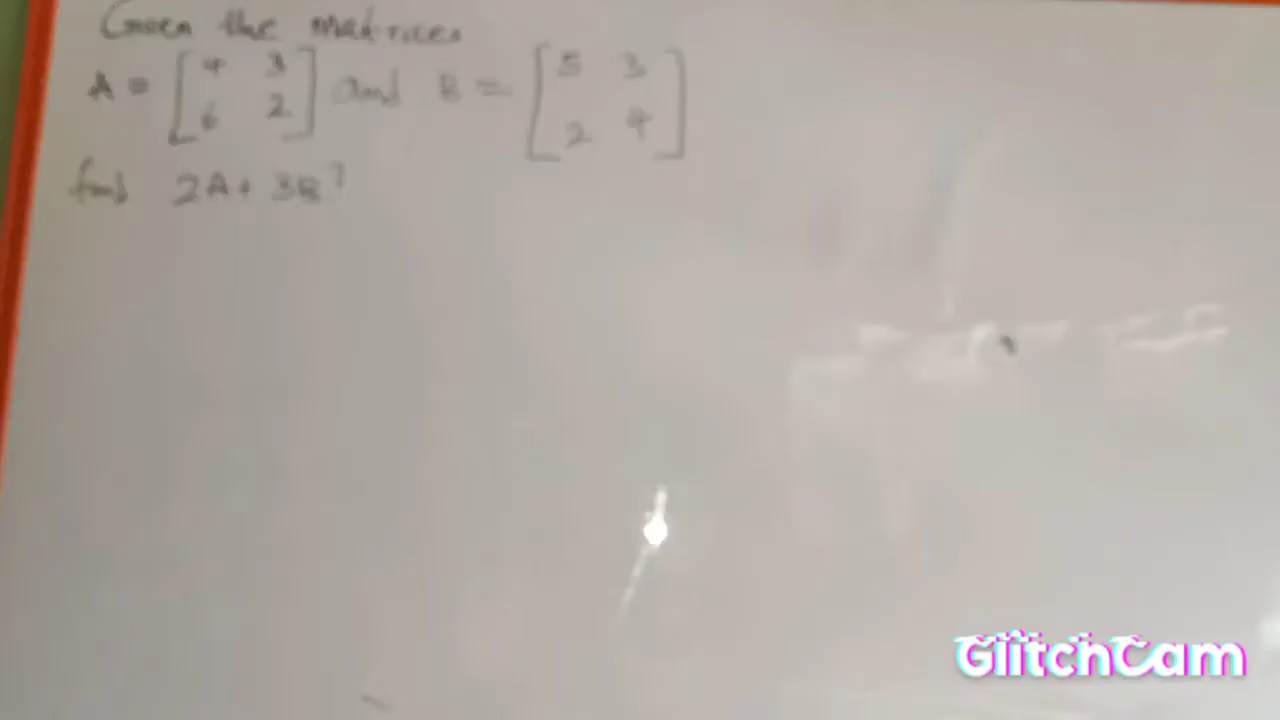 Given the matrices
A = [4 3 6 2] and B = [5 3 2 4]
find 2A + 3B?
GlitchCam